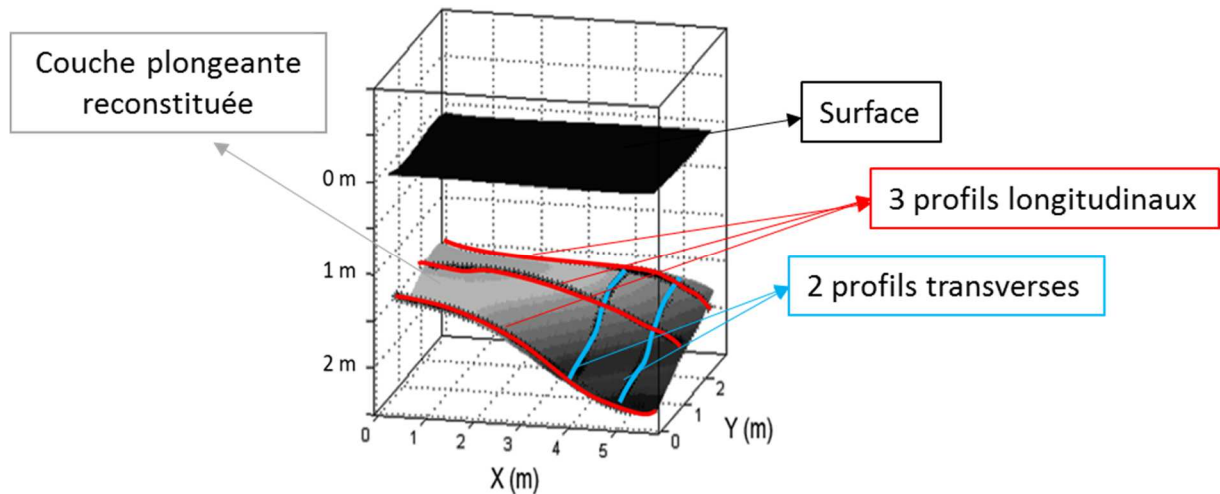 Couche plongeante
reconstituée
Surface
3 profils longitudinaux
2 profils transverses
0 m
1 m
2 m
0
1
2
3
4
5
X (m)
0
1
2
Y (m)